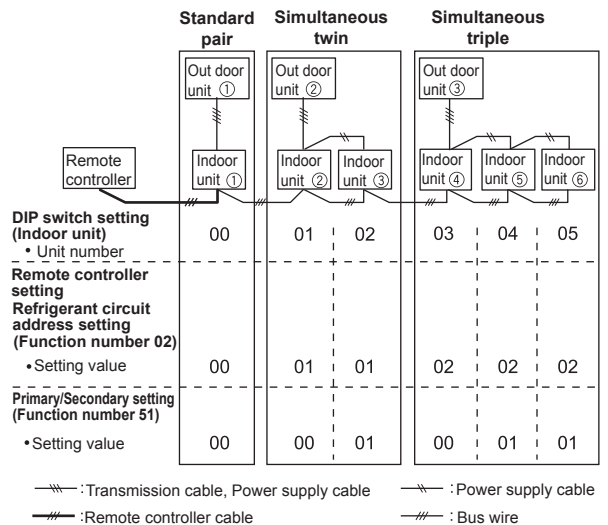 Standard pair
Simultaneous twin
Simultaneous triple
Out door unit ①
Out door unit ②
Out door unit ③
Remote controller
Indoor unit ①
Indoor unit ②
Indoor unit ③
Indoor unit ④
Indoor unit ⑤
Indoor unit ⑥
DIP switch setting
(Indoor unit)
• Unit number
00 01 02 03 04 05
Remote controller
setting
Refrigerant circuit
address setting
(Function number 02)
•Setting value 00 01 01 02 02 02
Primary/Secondary setting
(Function number 51)
•Setting value 00 00 01 00 01 01
:Transmission cable, Power supply cable
:Power supply cable
:Remote controller cable
:Bus wire